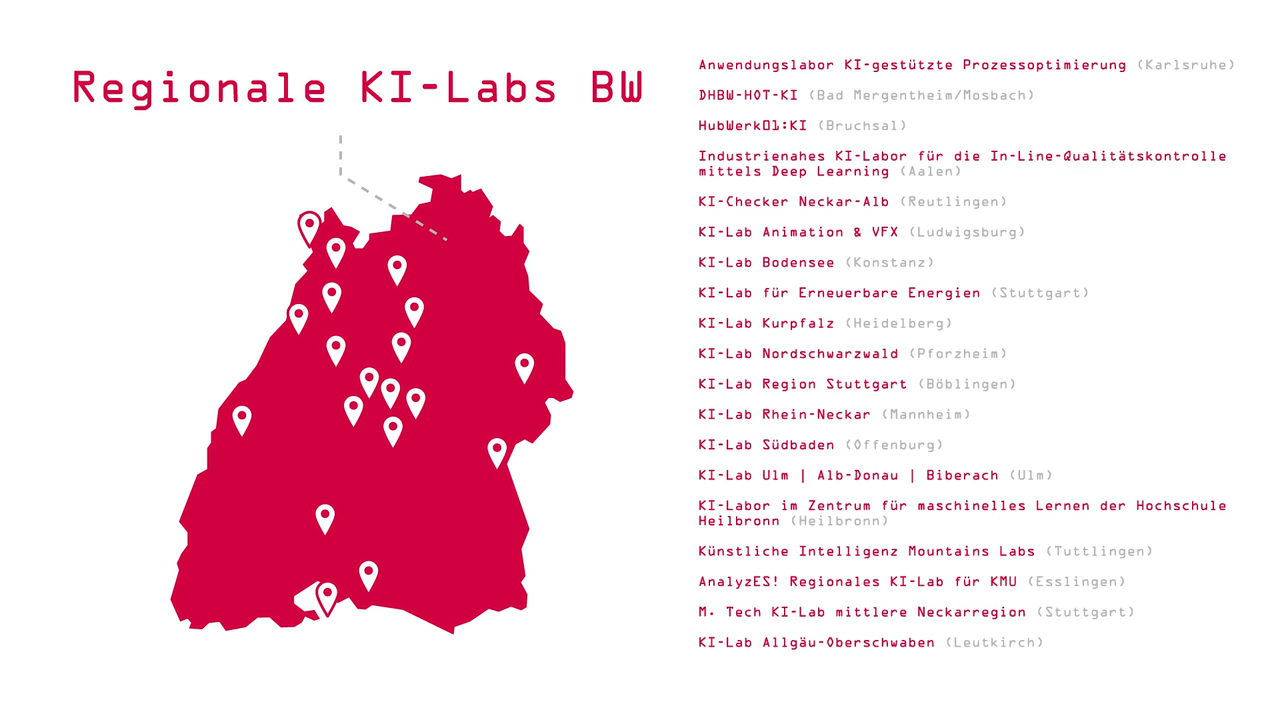 Regionale KI-Labs BW
Anwendungslabor KI-gestützte Prozessoptimierung (Karlsruhe)
DHBW-HOT-KI (Bad Mergentheim/Mosbach)
HubWerk01:KI (Bruchsal)
Industrienahes KI-Labor für die In-Line-Qualitätskontrolle
mittels Deep Learning (Aalen)
KI-Checker Neckar-Alb (Reutlingen)
KI-Lab Animation & VFX (Ludwigsburg)
KI-Lab Bodensee (Konstanz)
KI-Lab für Erneuerbare Energien (Stuttgart)
KI-Lab Kurpfalz (Heidelberg)
KI-Lab Nordschwarzwald (Pforzheim)
KI-Lab Region Stuttgart (Böblingen)
KI-Lab Rhein-Neckar (Mannheim)
KI-Lab Südbaden (Offenburg)
KI-Lab Ulm | Alb-Donau | Biberach (Ulm)
KI-Labor im Zentrum für maschinelles Lernen der Hochschule
Heilbronn (Heilbronn)
Künstliche Intelligenz Mountains Labs (Tuttlingen)
AnalyzES! Regionales KI-Lab für KMU (Esslingen)
M. Tech KI-Lab mittlere Neckarregion (Stuttgart)
KI-Lab Allgäu-Oberschwaben (Leutkirch)